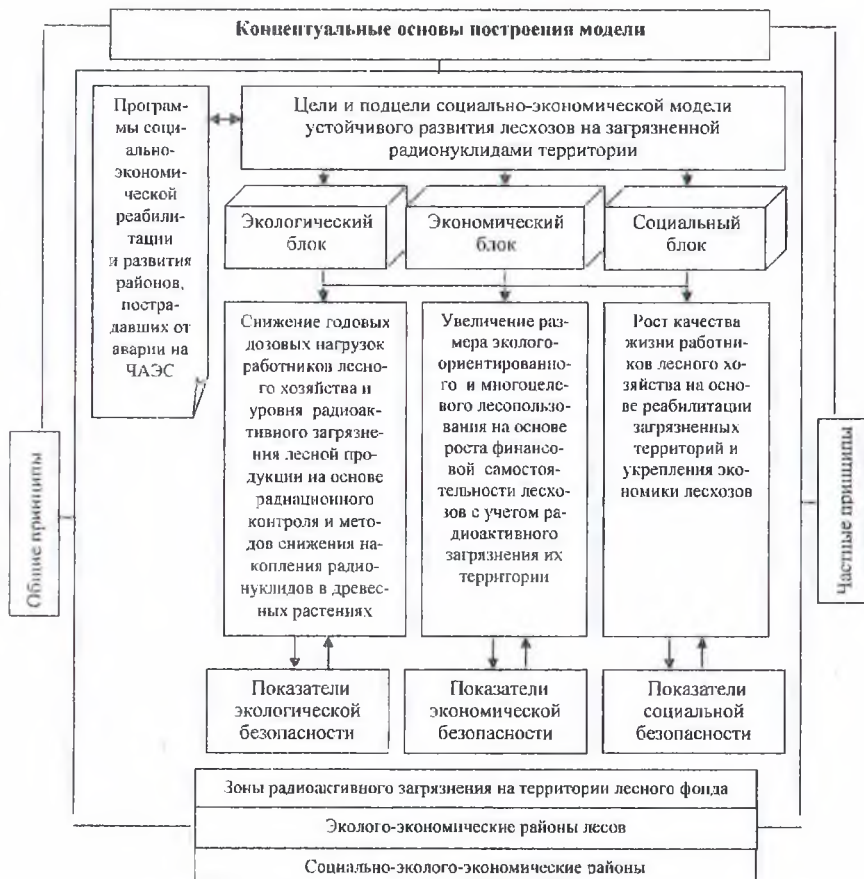 Концептуальные основы построения модели
Програм-
мы соци-
ально-
экономи-
ческой
реабили-
тации
и развития
районов,
постра-
давших от
аварии на
ЧАЭС
Цели и подцели социально-экономической модели
устойчивого развития лесхозов на загрязненной
радионуклидами территории
Экологический
блок
Экономический
блок
Социальный
блок
Снижение годовых
дозовых нагрузок
работников лесно-
го хозяйства и
уровня радиоак-
тивного загрязне-
ния лесной про-
дукции на основе
радиационного
контроля и мето-
дов снижения на-
копления радио-
нуклидов в древес-
ных растениях
Увеличение раз-
мера эколого-
ориентированно-
го и многоцеле-
вого лесопользо-
вания на основе
роста финансо-
вой самостоя-
тельности лесхо-
зов с учетом ра-
диоактивного
загрязнения их
территории
Рост качества
жизни работни-
ков лесного хо-
зяйства на осно-
ве реабилитации
загрязненных
территорий и
укрепления эко-
номики лесхозов
Общие принципы
Частные принципы
Показатели
экологической
безопасности
Показатели
экономической
безопасности
Показатели
социальной
безопасности
Зоны радиоактивного загрязнения на территории лесного фонда
Эколого-экономические районы лесов
Социально-эколого-экономические районы